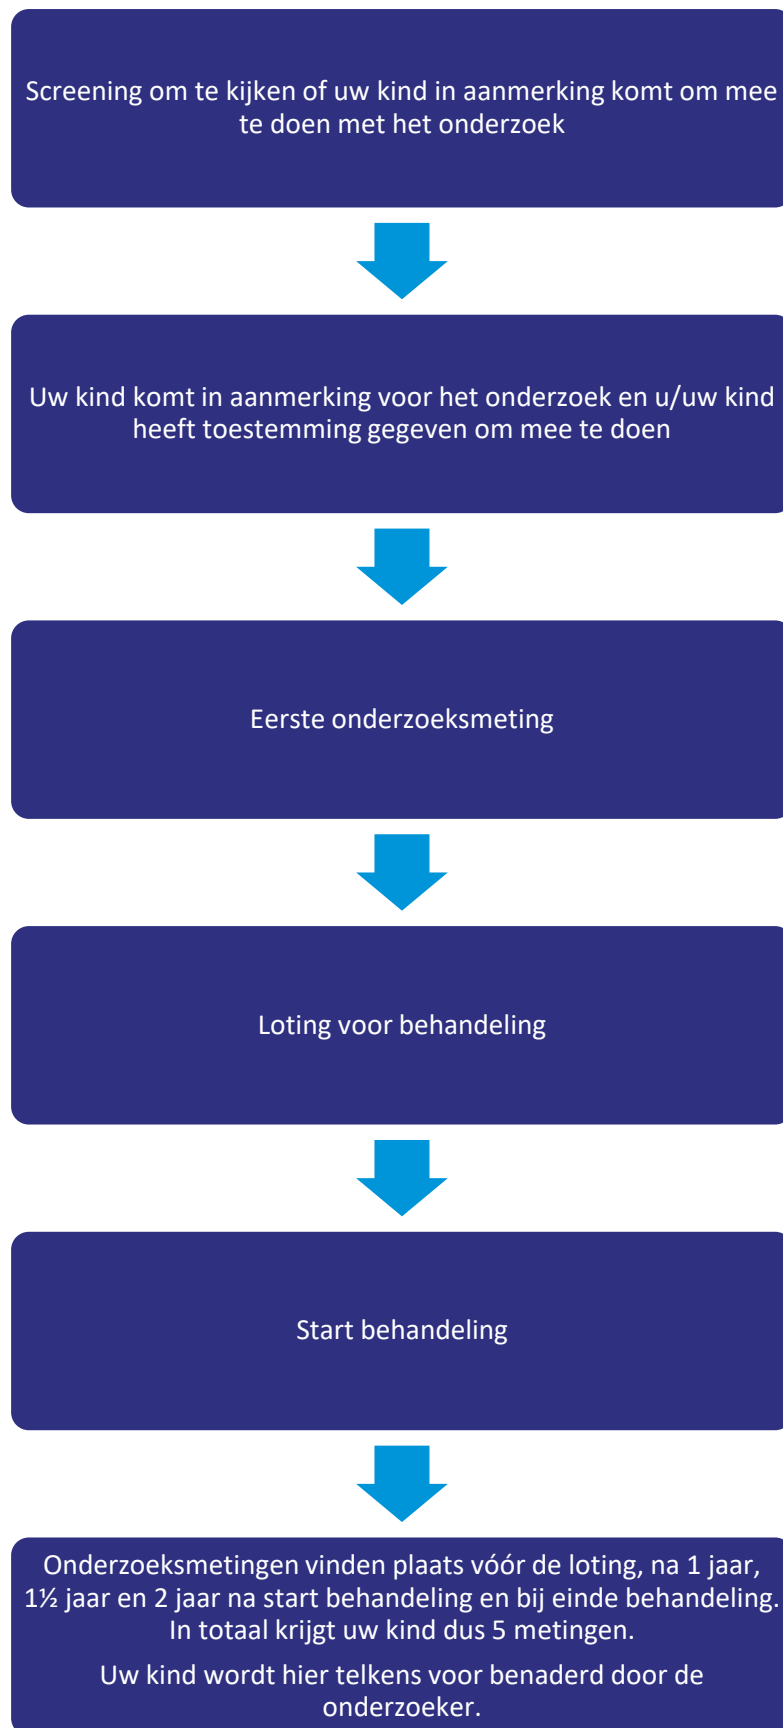 Screening om te kijken of uw kind in aanmerking komt om mee
te doen met het onderzoek
Uw kind komt in aanmerking voor het onderzoek en u/uw kind
heeft toestemming gegeven om mee te doen
Eerste onderzoeksmeting
Loting voor behandeling
Start behandeling
Onderzoeksmetingen vinden plaats vóór de loting, na 1 jaar,
1½ jaar en 2 jaar na start behandeling en bij einde behandeling.
In totaal krijgt uw kind dus 5 metingen.
Uw kind wordt hier telkens voor benaderd door de
onderzoeker.